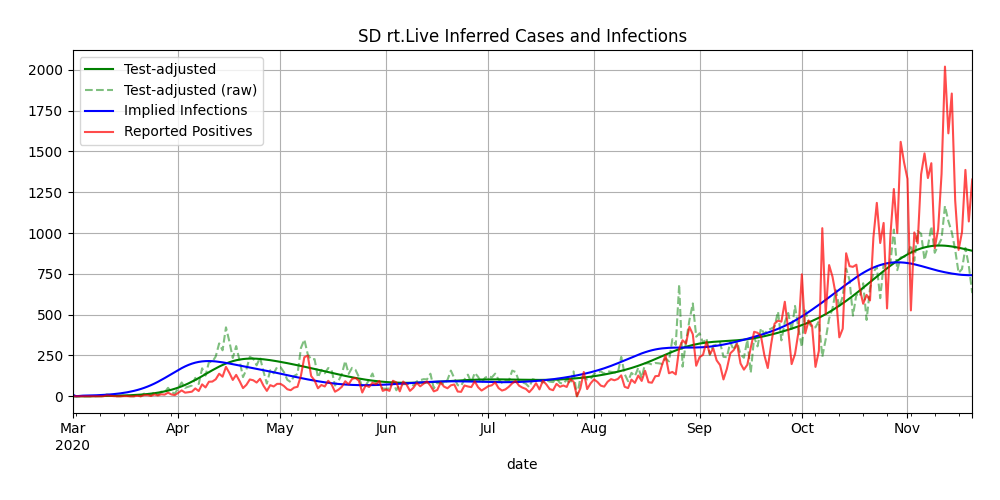 SD rt.Live Inferred Cases and Infections
Test-adjusted
Test-adjusted (raw)
Implied Infections
Reported Positives
2000
1750
1500
1250
1000
750
500
250
0
Mar Apr May Jun Jul Aug Sep Oct Nov
2020
date